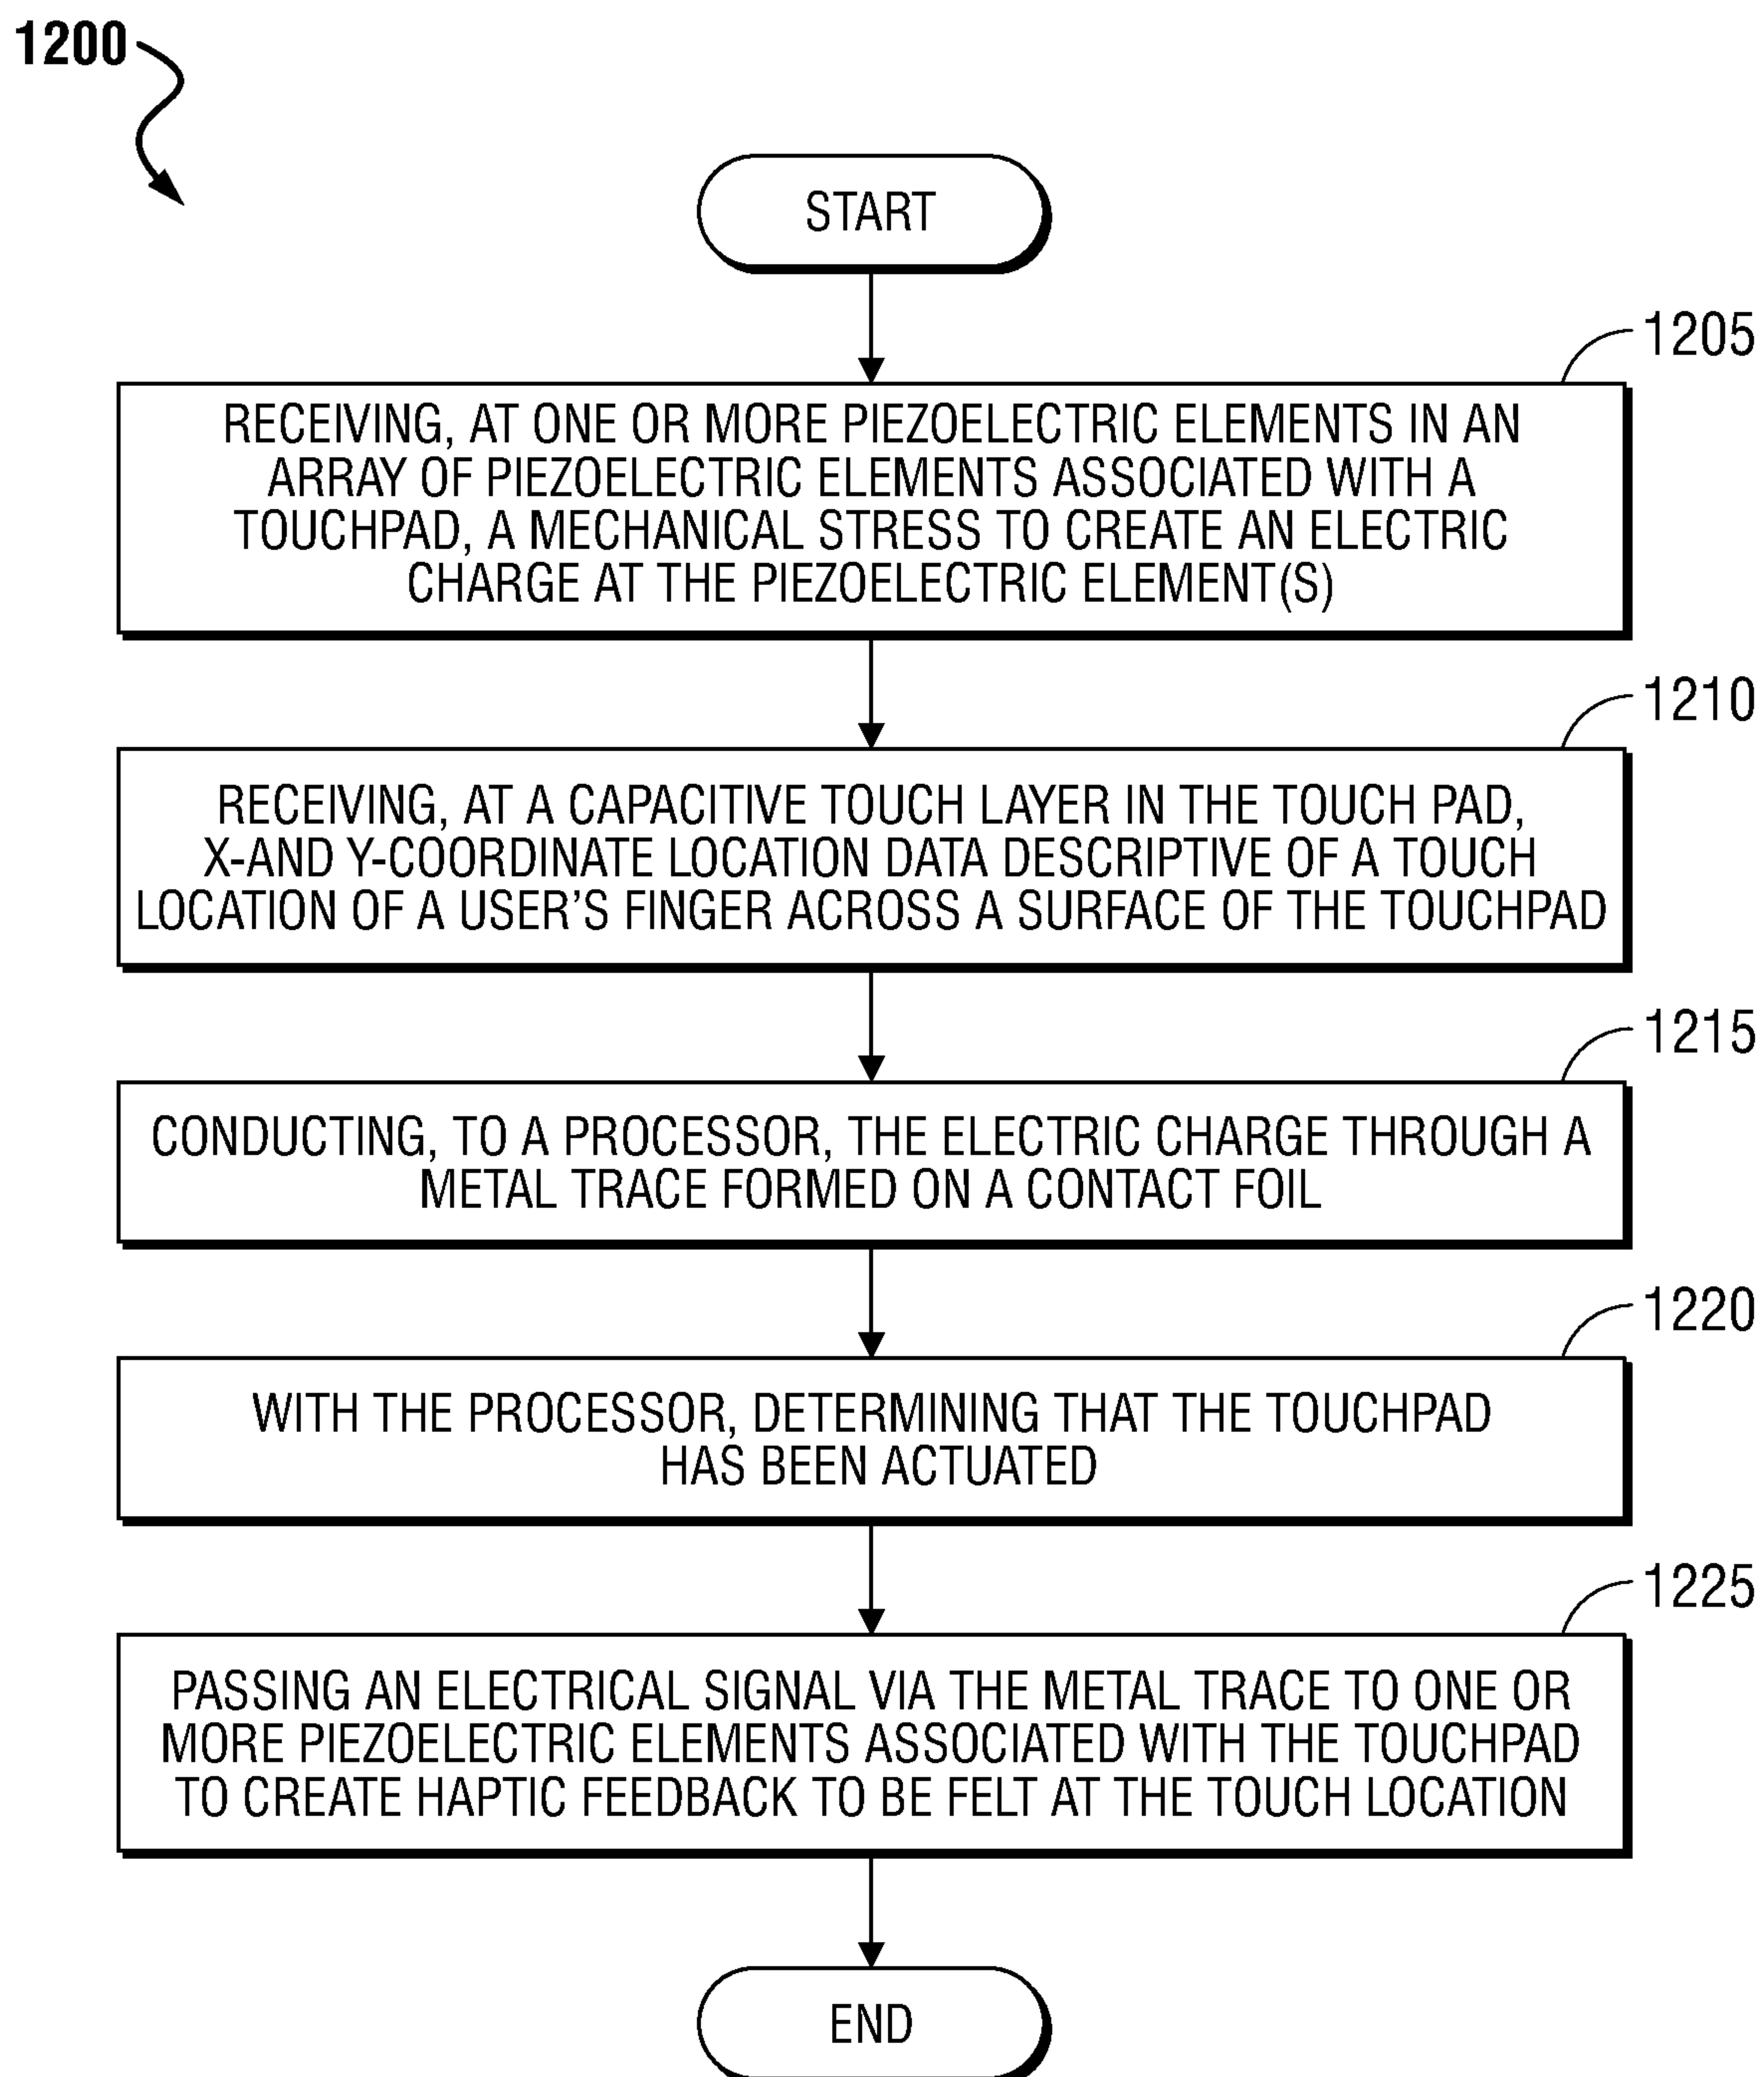 1200
START
1205
RECEIVING, AT ONE OR MORE PIEZOELECTRIC ELEMENTS IN AN
ARRAY OF PIEZOELECTRIC ELEMENTS ASSOCIATED WITH A
TOUCHPAD, A MECHANICAL STRESS TO CREATE AN ELECTRIC
CHARGE AT THE PIEZOELECTRIC ELEMENT(S)
1210
RECEIVING, AT A CAPACITIVE TOUCH LAYER IN THE TOUCH PAD,
X-AND Y-COORDINATE LOCATION DATA DESCRIPTIVE OF A TOUCH
LOCATION OF A USER’S FINGER ACROSS A SURFACE OF THE TOUCHPAD
1215
CONDUCTING, TO A PROCESSOR, THE ELECTRIC CHARGE THROUGH A
METAL TRACE FORMED ON A CONTACT FOIL
1220
WITH THE PROCESSOR, DETERMINING THAT THE TOUCHPAD
HAS BEEN ACTUATED
1225
PASSING AN ELECTRICAL SIGNAL VIA THE METAL TRACE TO ONE OR
MORE PIEZOELECTRIC ELEMENTS ASSOCIATED WITH THE TOUCHPAD
TO CREATE HAPTIC FEEDBACK TO BE FELT AT THE TOUCH LOCATION
END